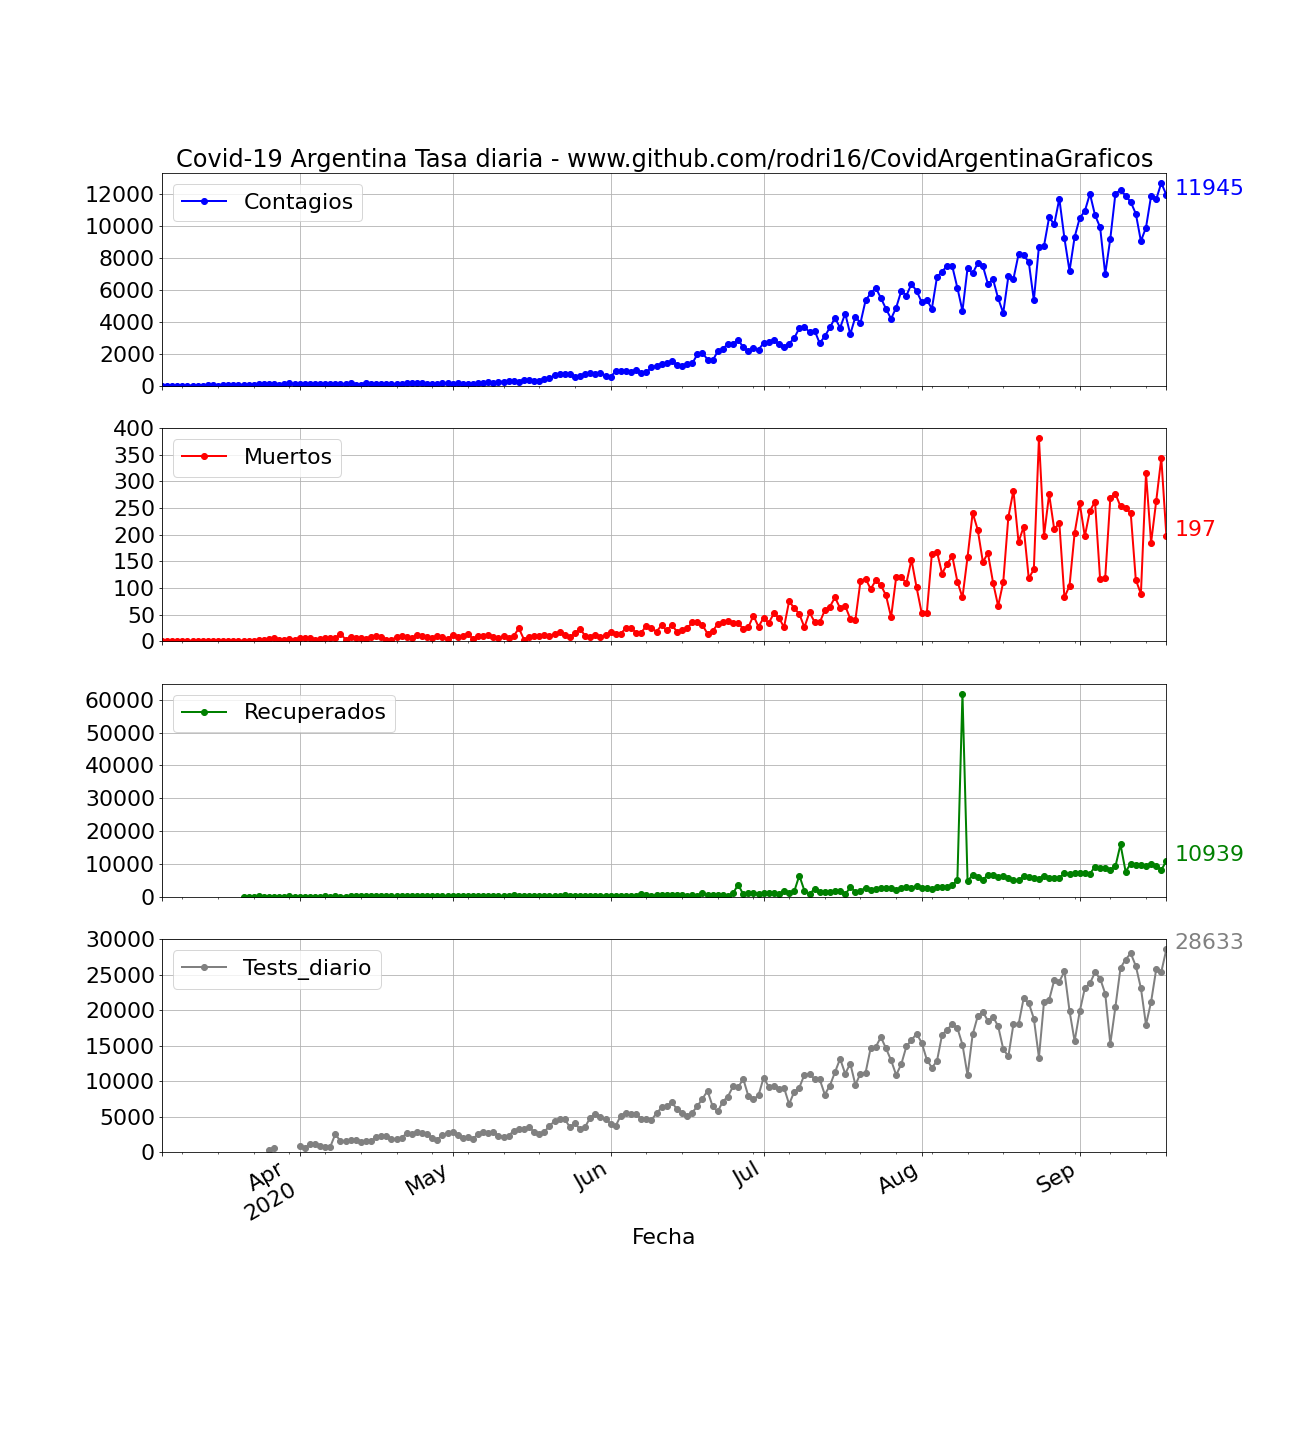 Covid-19 Argentina Tasa diaria - www.github.com/rodri16/CovidArgentinaGraficos
12000
10000
8000
6000
4000
2000
0
Contagios
11945
400
350
300
250
200
150
100
50
0
Muertos
197
60000
50000
40000
30000
20000
10000
0
Recuperados
10939
30000
25000
20000
15000
10000
5000
0
Tests_diario
28633
Apr
2020
May
Jun
Jul
Aug
Sep
Fecha